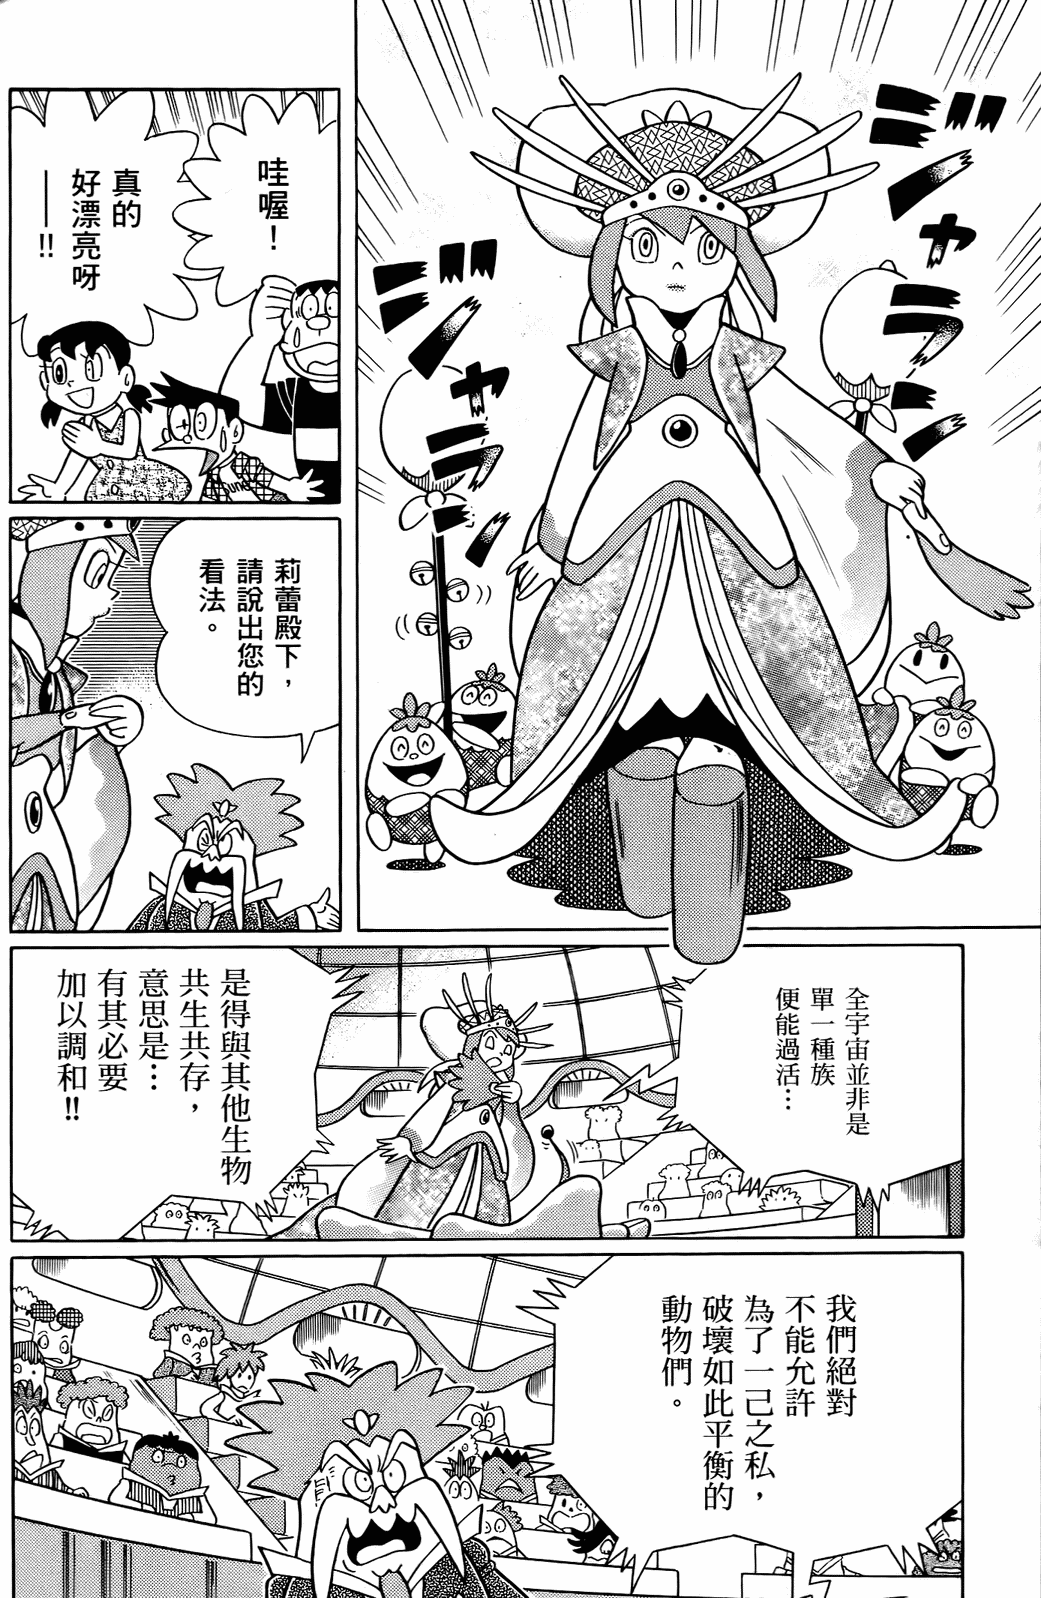 ジャラン
ジャラン
哇喔！
真的
好漂亮呀
——!!
Sund
莉蕾殿下，
請說出您的
看法。
全宇宙並非是
單一種族
便能過活…
是得與其他生物
共生共存，
意思是…
有其必要
加以調和!!
我們絕對
不能允許
為了一己之私，
破壞如此平衡的
動物們。